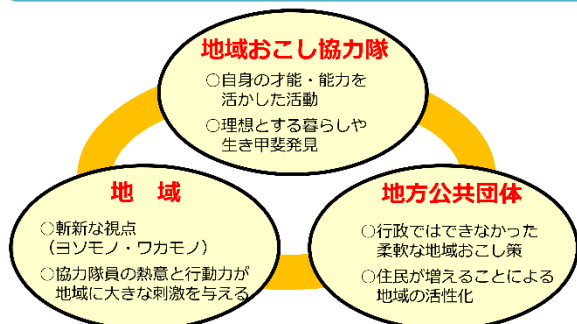 地域おこし協力隊
○自身の才能・能力を
活かした活動
○理想とする暮らしや
生き甲斐発見
地　域
○斬新な視点
（ヨソモノ・ワカモノ）
○協力隊員の熱意と行動力が
地域に大きな刺激を与える
地方公共団体
○行政ではできなかった
柔軟な地域おこし策
○住民が増えることによる
地域の活性化